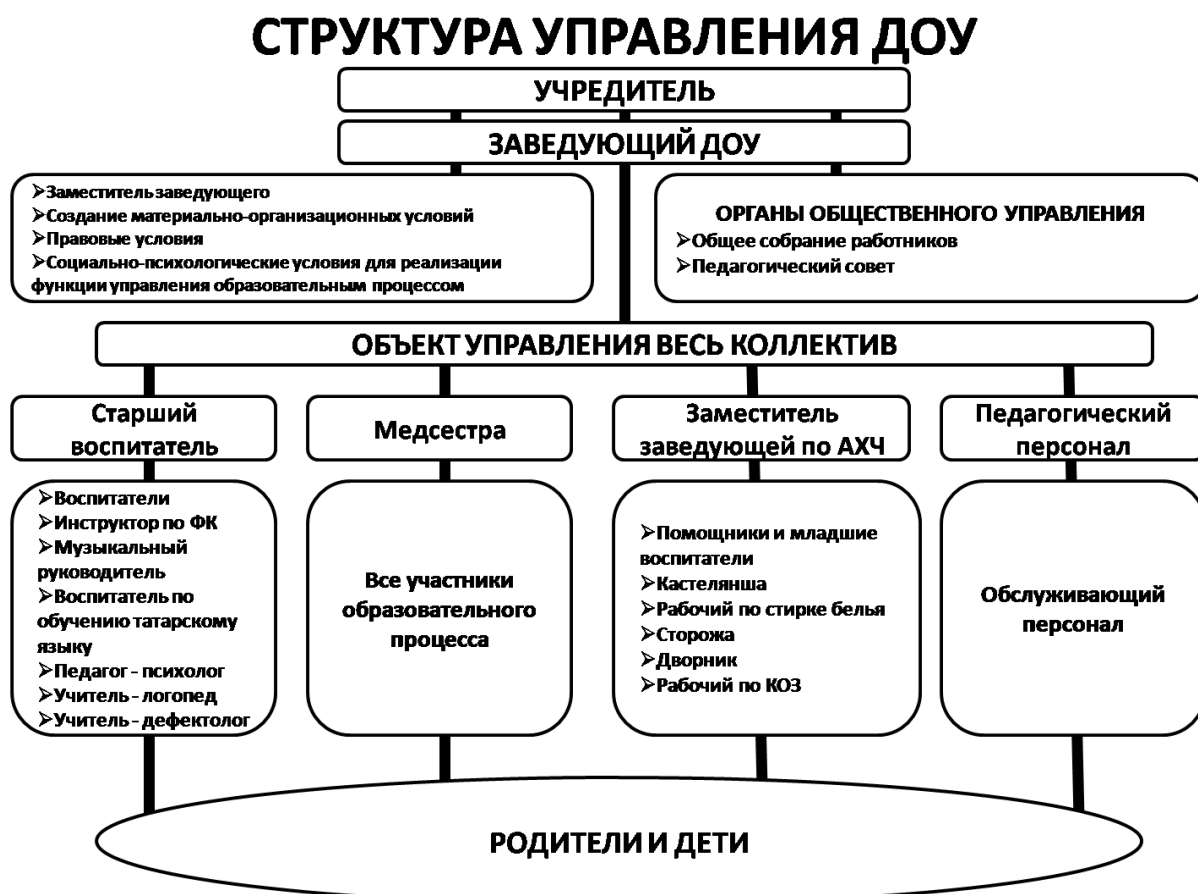 СТРУКТУРА УПРАВЛЕНИЯ ДОУ
УЧРЕДИТЕЛЬ
ЗАВЕДУЮЩИЙ ДОУ
➢Заместитель заведующего
➢Создание материально-организационных условий
➢Правовые условия
➢Социально-психологические условия для реализации
функции управления образовательным процессом
ОРГАНЫ ОБЩЕСТВЕННОГО УПРАВЛЕНИЯ
➢Общее собрание работников
➢Педагогический совет
ОБЪЕКТ УПРАВЛЕНИЯ ВЕСЬ КОЛЛЕКТИВ
Старший
воспитатель
Медсестра
Заместитель
заведующей по АХЧ
Педагогический
персонал
➢Воспитатели
➢Инструктор по ФК
➢Музыкальный
руководитель
➢Воспитатель по
обучению татарскому
языку
➢Педагог - психолог
➢Учитель - логопед
➢Учитель - дефектолог
Все участники
образовательного
процесса
➢Помощники и младшие
воспитатели
➢Кастелянша
➢Рабочий по стирке белья
➢Сторожа
➢Дворник
➢Рабочий по КОЗ
Обслуживающий
персонал
РОДИТЕЛИ И ДЕТИ